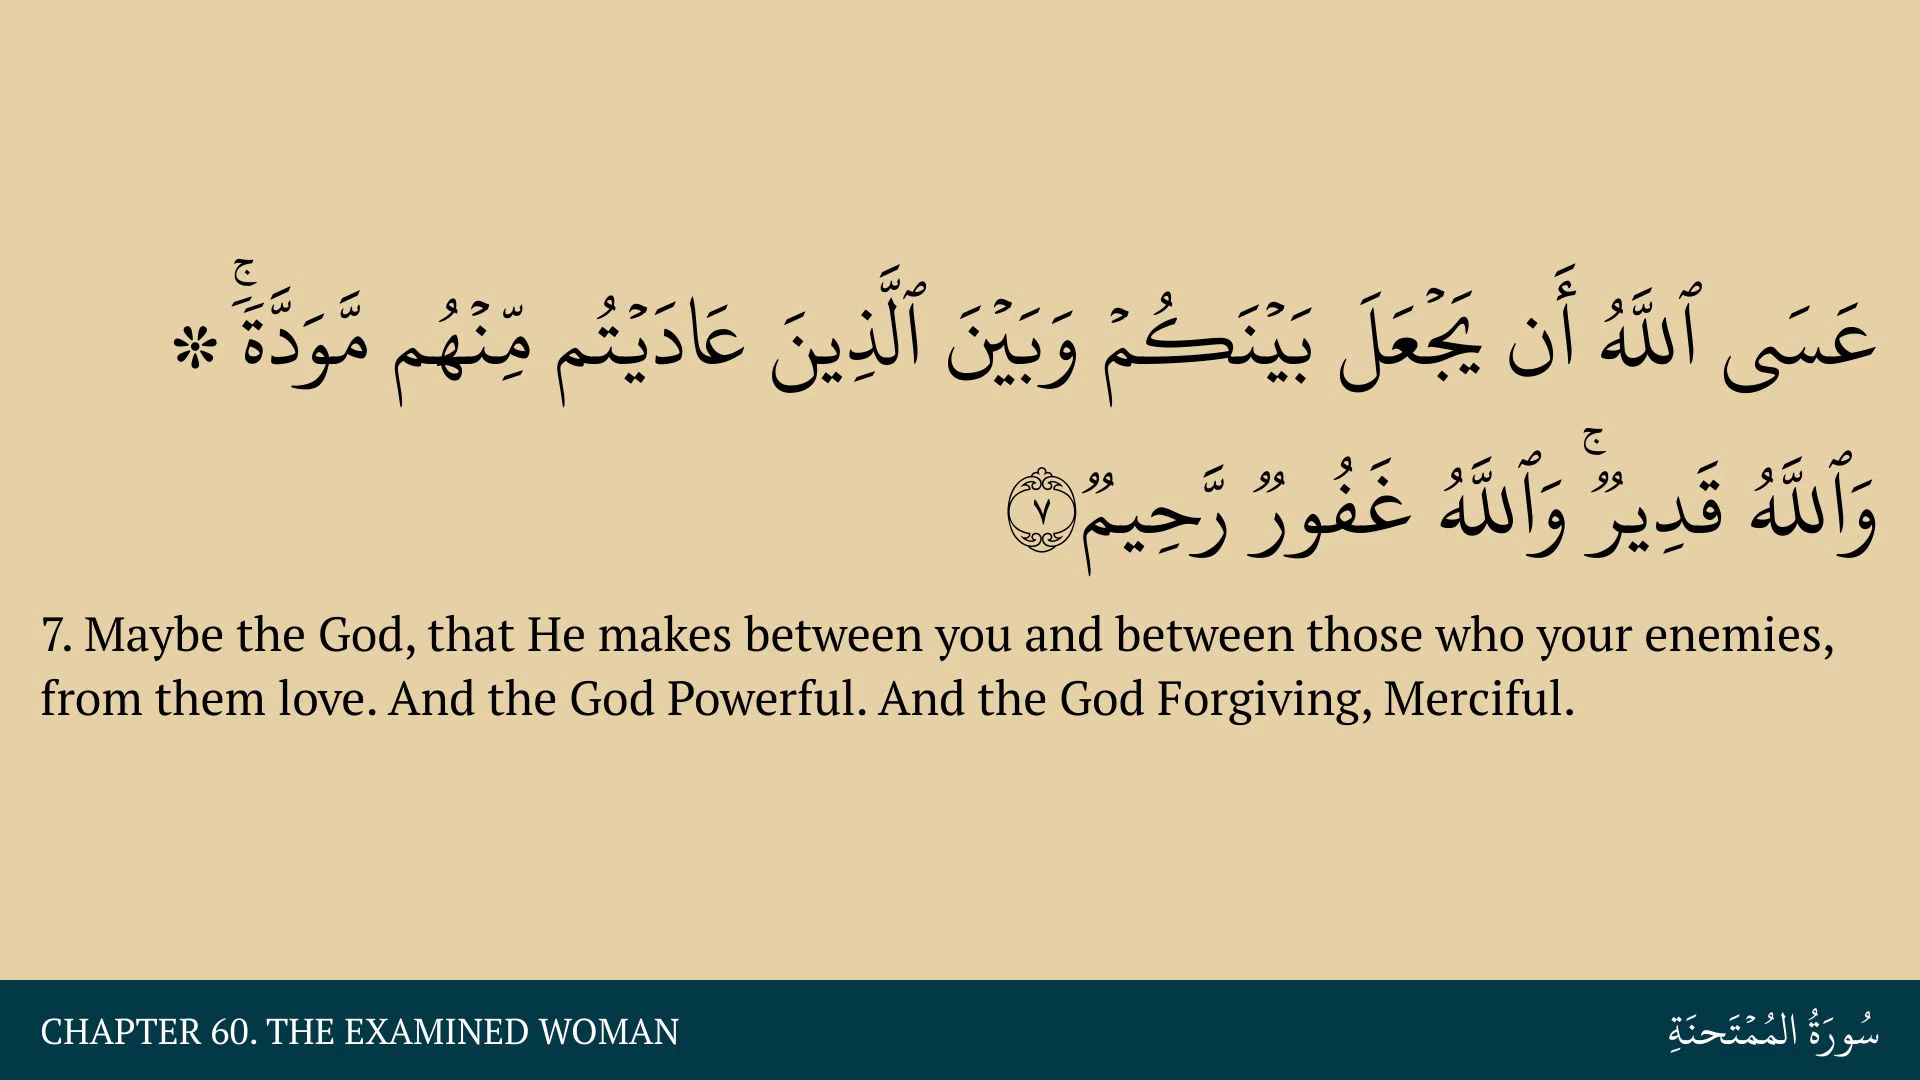 ۞ عَسَى ٱللَّهُ أَن يَجۡعَلَ بَيۡنَكُمۡ وَبَيۡنَ ٱلَّذِينَ عَادَيۡتُم مِّنۡهُم مَّوَدَّةٗۚ
وَٱللَّهُ قَدِيرٞۚ وَٱللَّهُ غَفُورٞ رَّحِيمٞ ٧
7. Maybe the God, that He makes between you and between those who your enemies,
from them love. And the God Powerful. And the God Forgiving, Merciful.
CHAPTER 60. THE EXAMINED WOMAN
سُورَةُ المُمۡتَحنَةِ